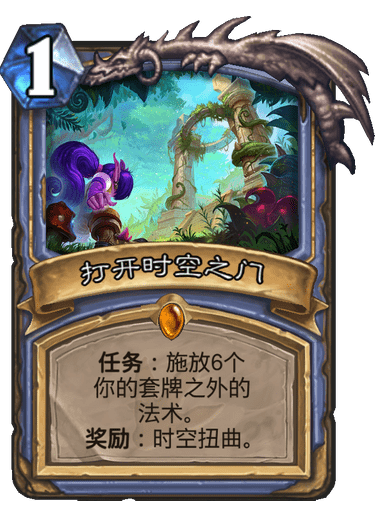 1
打开时空之门
任务：施放6个
你的套牌之外的
法术。
奖励：时空扭曲。